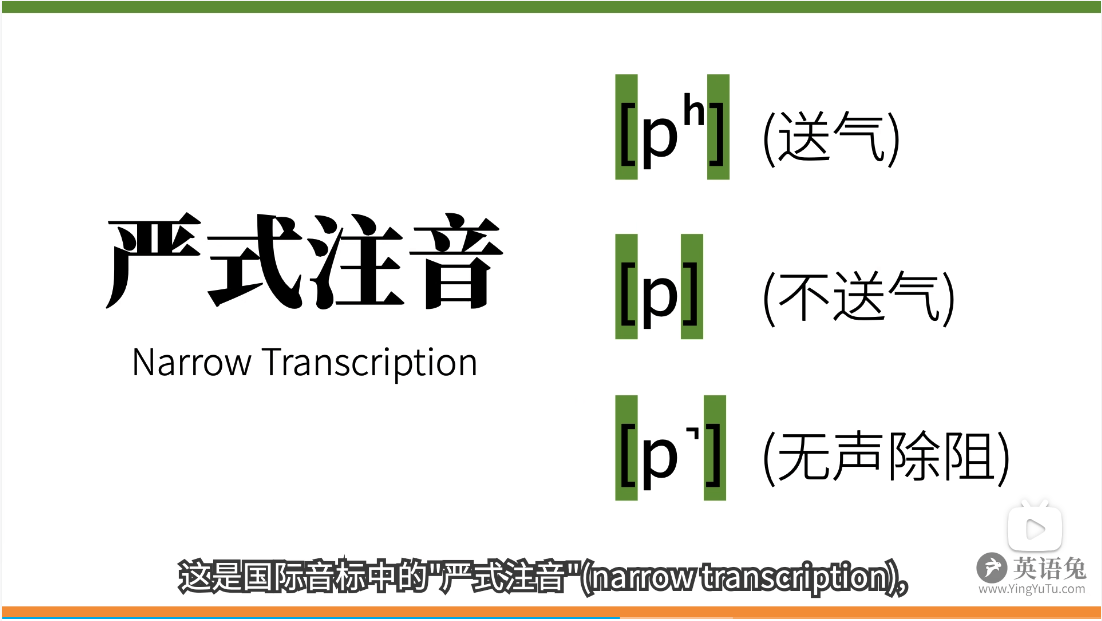 [pʰ] (送气)
严式注音
Narrow Transcription
[p] (不送气)
[p̚] (无声除阻)
英语兔
www.YingYuTu.com
这是国际音标中的"严式注音"(narrow transcription),